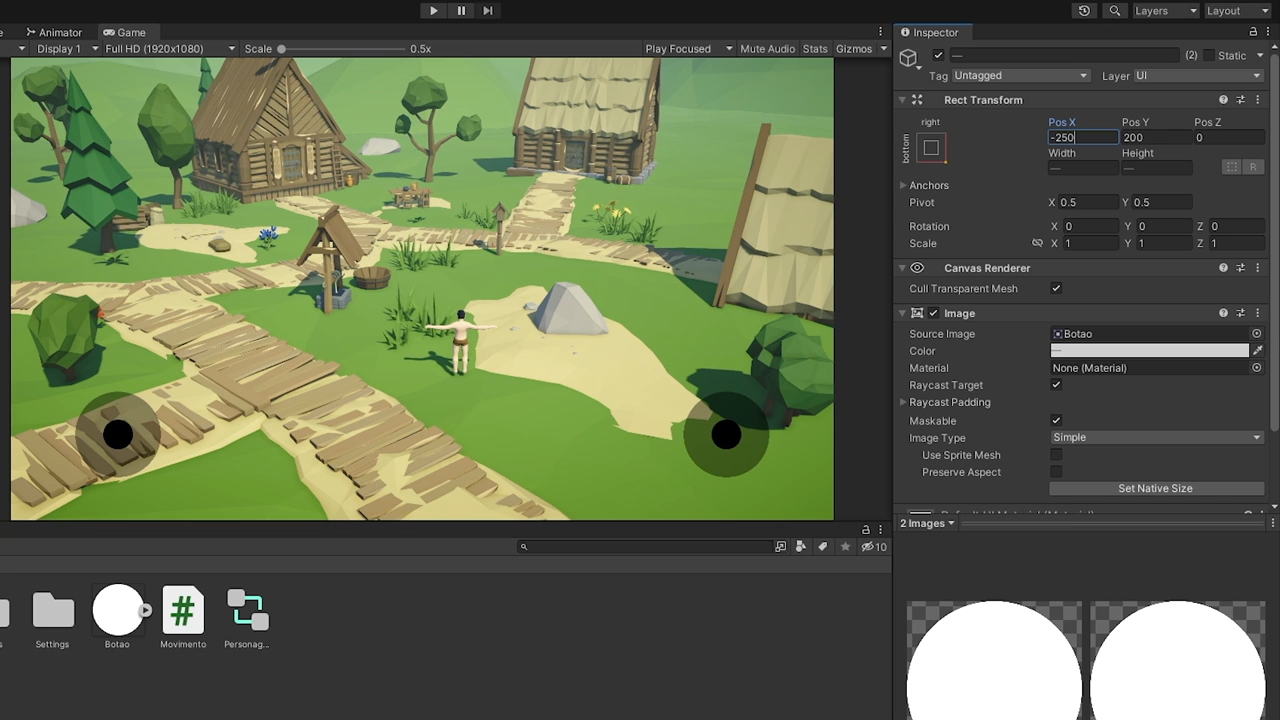 Layers
Layout
Animator
Game
Inspector
Display 1
Full HD (1920x1080)
Scale
0.5x
Play Focused
Mute Audio
Stats
Gizmos
—
(2)
Static
Tag
Untagged
Layer
UI
Rect Transform
right
Pos X
Pos Y
Pos Z
bottom
-250
200
0
Width
Height
—
—
R
Anchors
Pivot
X 0.5
Y 0.5
Rotation
X 0
Y 0
Z 0
Scale
X 1
Y 1
Z 1
Canvas Renderer
Cull Transparent Mesh
Image
Source Image
Botao
Color
—
Material
None (Material)
Raycast Target
Raycast Padding
Maskable
Image Type
Simple
Use Sprite Mesh
Preserve Aspect
Set Native Size
2 Images
10
#
Settings
Botao
Movimento
Personag...